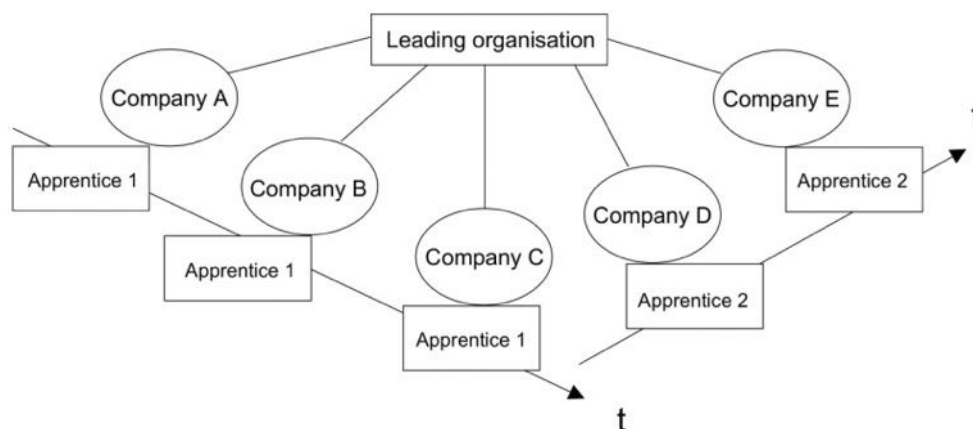 Leading organisation
Company A
Company E
Apprentice 1
Company B
Company D
Apprentice 2
Apprentice 1
Company C
Apprentice 2
Apprentice 1
t